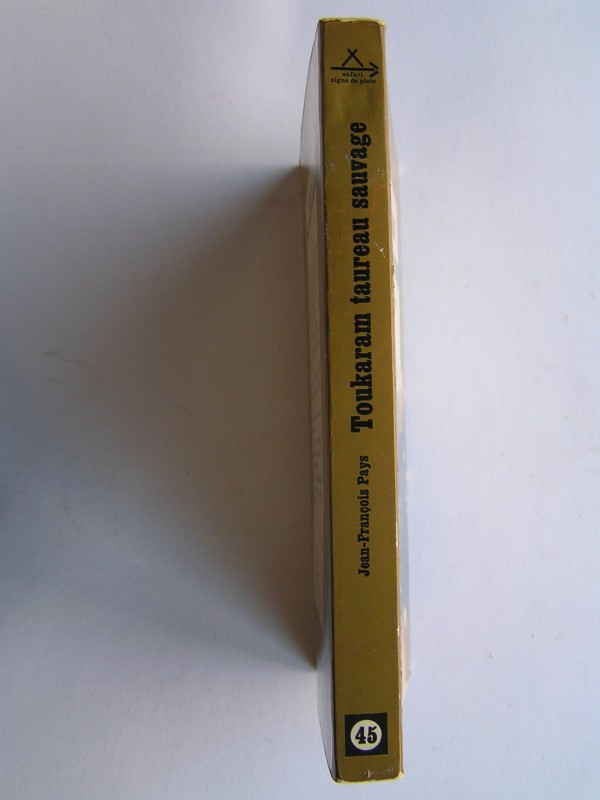 safari
signe de piste
Toukaram taureau sauvage
Jean-François Pays
45